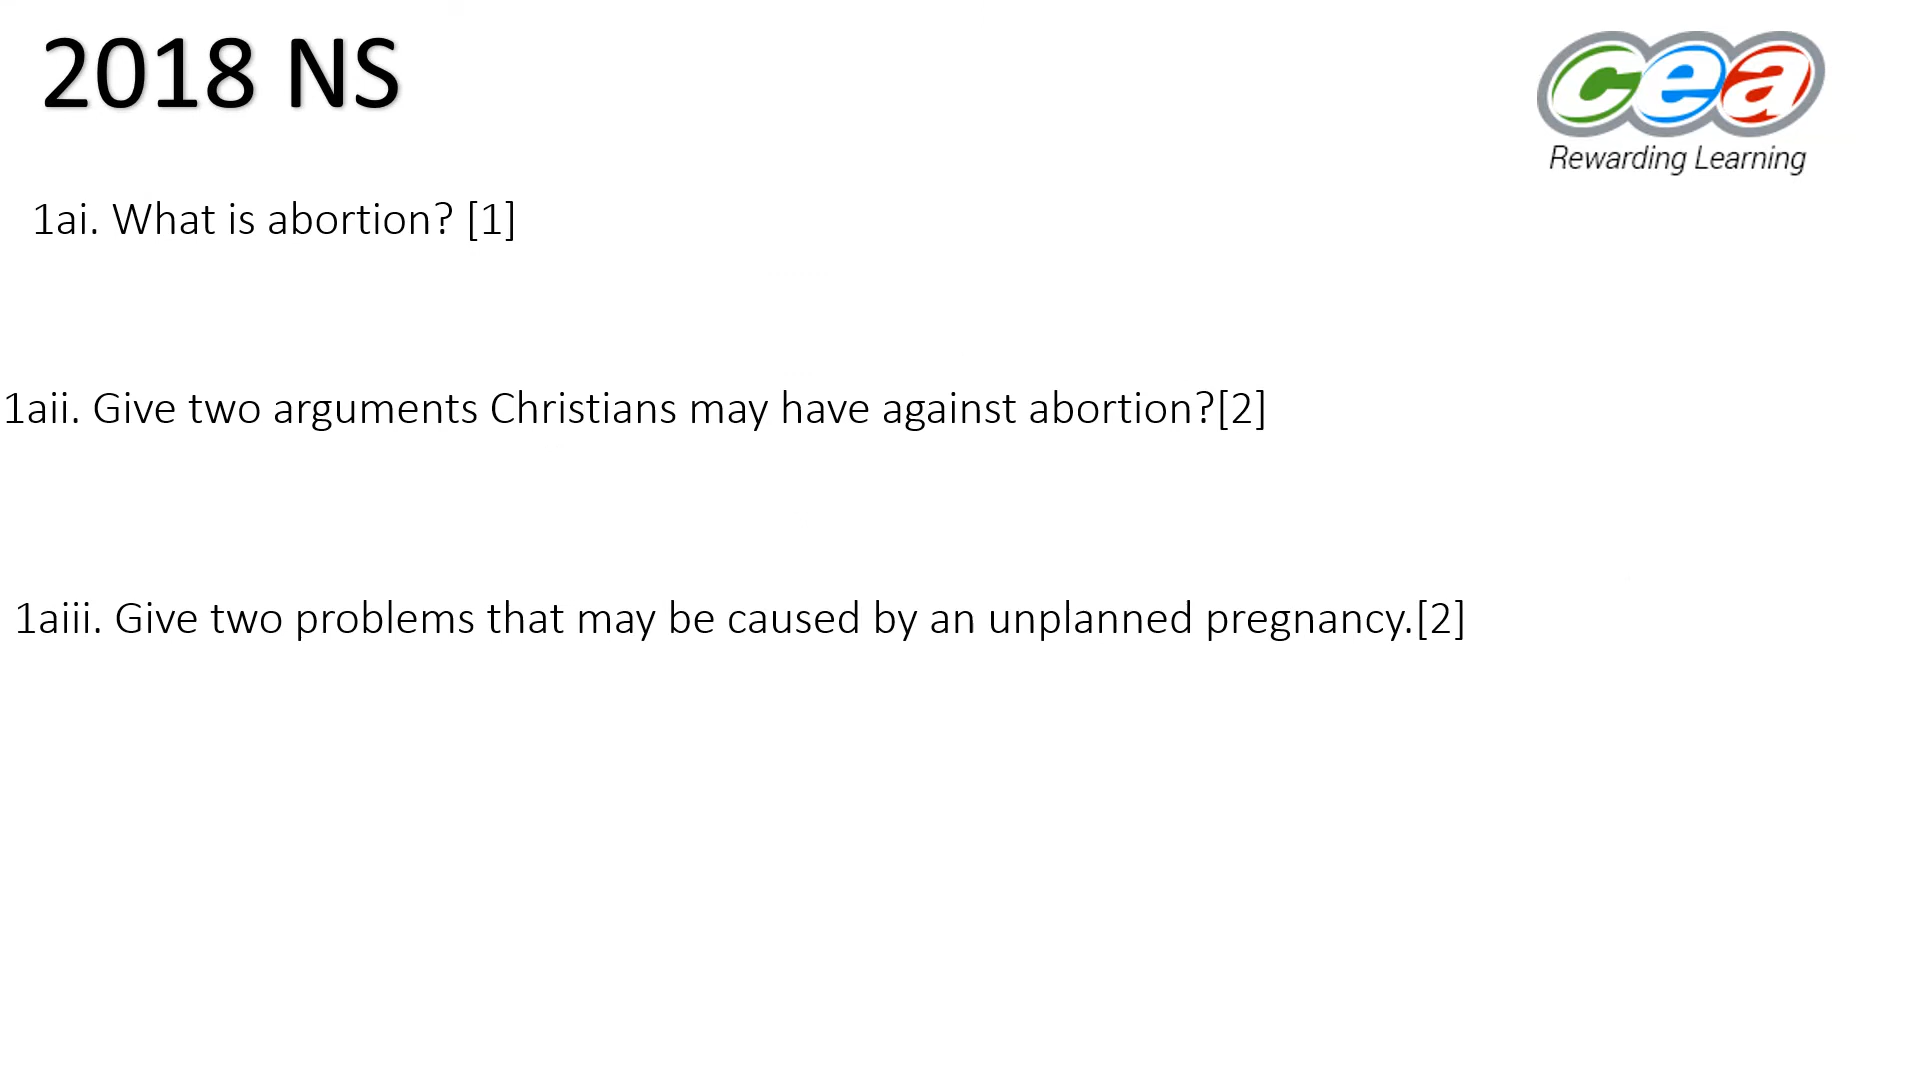 2018 NS
cea
Rewarding Learning
1ai. What is abortion? [1]
1aii. Give two arguments Christians may have against abortion?[2]
1aiii. Give two problems that may be caused by an unplanned pregnancy.[2]